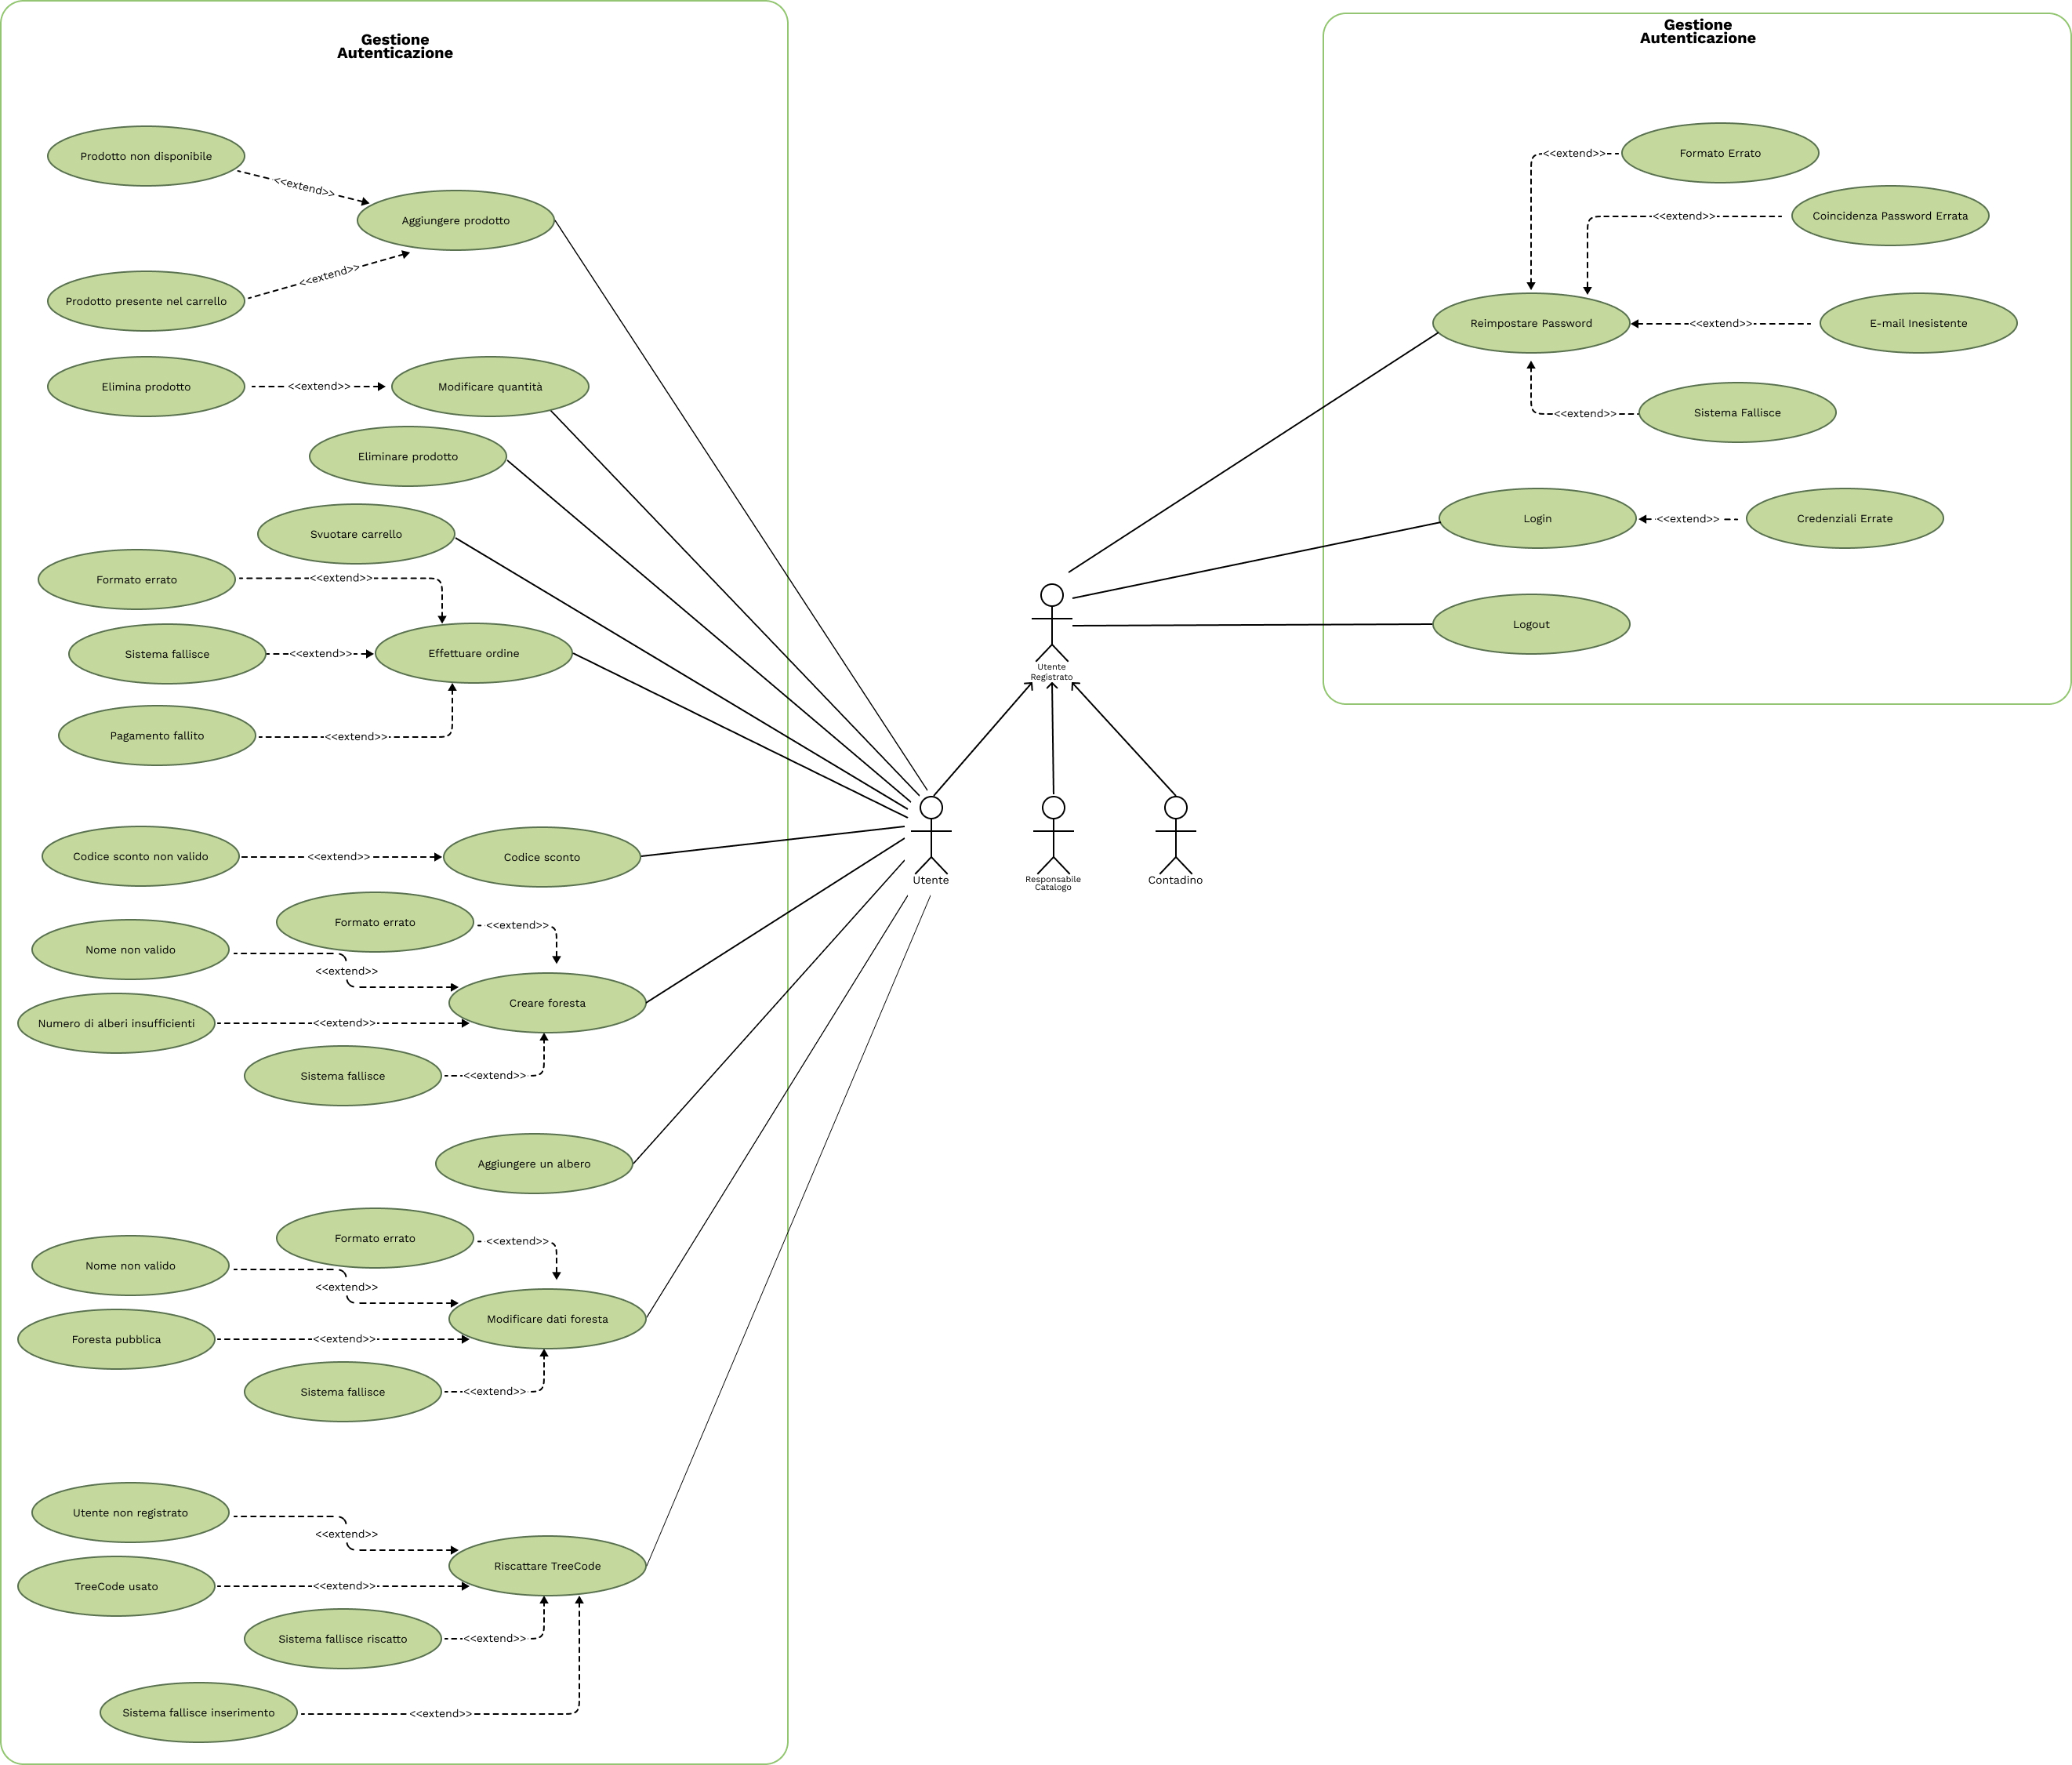 Gestione
Autenticazione
Prodotto non disponibile
<<extend>>
Aggiungere prodotto
<<extend>>
Prodotto presente nel carrello
Elimina prodotto
<<extend>>
Modificare quantità
Eliminare prodotto
Svuotare carrello
Formato errato
<<extend>>
Sistema fallisce
<<extend>>
Effettuare ordine
Pagamento fallito
<<extend>>
Codice sconto non valido
<<extend>>
Codice sconto
Formato errato
<<extend>>
Nome non valido
<<extend>>
Creare foresta
Numero di alberi insufficienti
<<extend>>
Sistema fallisce
<<extend>>
Aggiungere un albero
Formato errato
<<extend>>
Nome non valido
<<extend>>
Modificare dati foresta
Foresta pubblica
<<extend>>
Sistema fallisce
<<extend>>
Utente non registrato
<<extend>>
Riscattare TreeCode
TreeCode usato
<<extend>>
Sistema fallisce riscatto
<<extend>>
Sistema fallisce inserimento
<<extend>>
Utente
Registrato
Utente
Responsabile
Catalogo
Contadino
Gestione
Autenticazione
<<extend>>
Formato Errato
<<extend>>
Coincidenza Password Errata
Reimpostare Password
<<extend>>
E-mail Inesistente
<<extend>>
Sistema Fallisce
Login
<<extend>>
Credenziali Errate
Logout